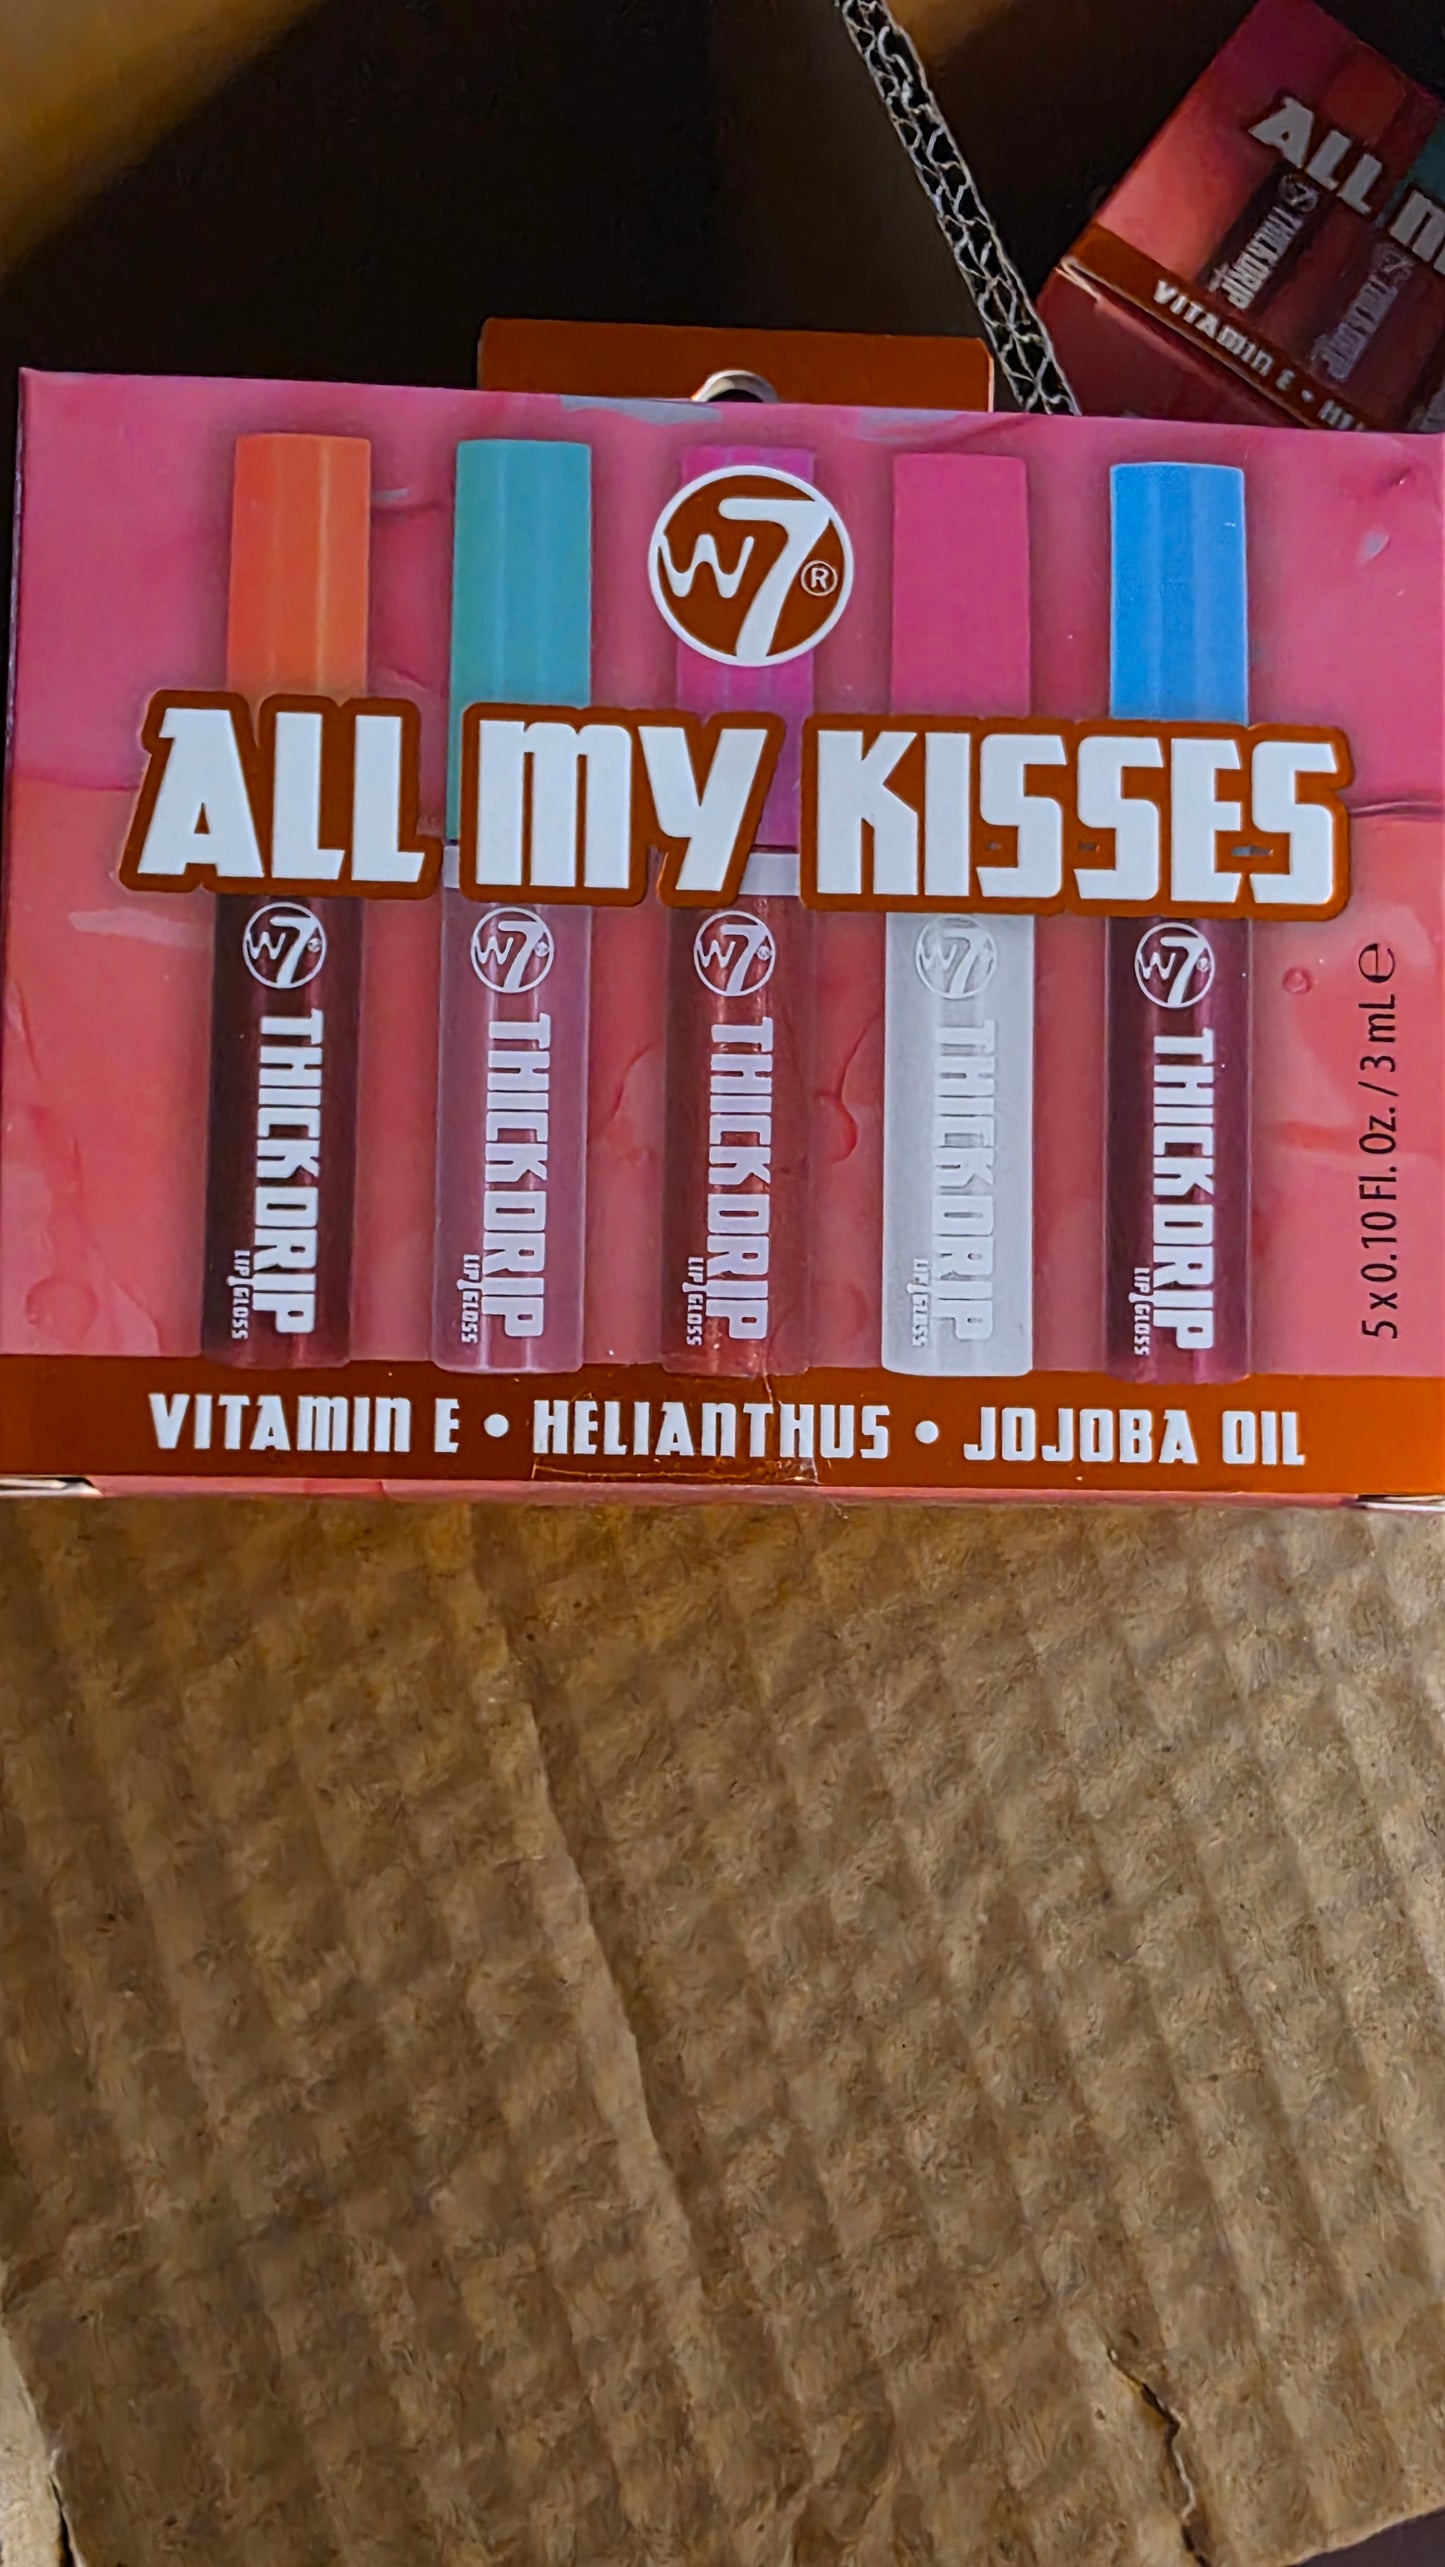 ALL M
W7
THICK DRIP
VITAMIN E • H
W7®
ALL MY KISSES
W7® THICK DRIP LIP GLOSS
W7® THICK DRIP LIP GLOSS
W7® THICK DRIP LIP GLOSS
W7® THICK DRIP LIP GLOSS
W7® THICK DRIP LIP GLOSS
5 x 0.10 Fl. Oz. / 3 mL ℮
VITAMIN E • HELIANTHUS • JOJOBA OIL